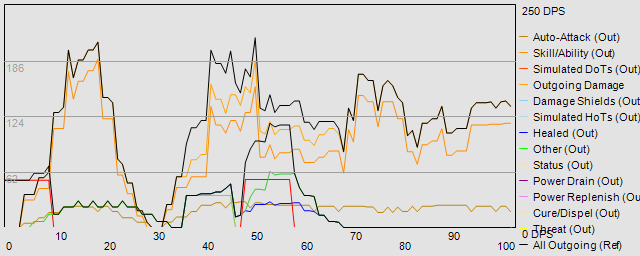 250 DPS
Auto-Attack (Out)
186
Skill/Ability (Out)
Simulated DoTs (Out)
Outgoing Damage
Damage Shields (Out)
124
Simulated HoTs (Out)
Healed (Out)
Other (Out)
62
Status (Out)
Power Drain (Out)
Power Replenish (Out)
Cure/Dispel (Out)
Threat (Out)
0 DPS
All Outgoing (Ref)
0 10 20 30 40 50 60 70 80 90 100